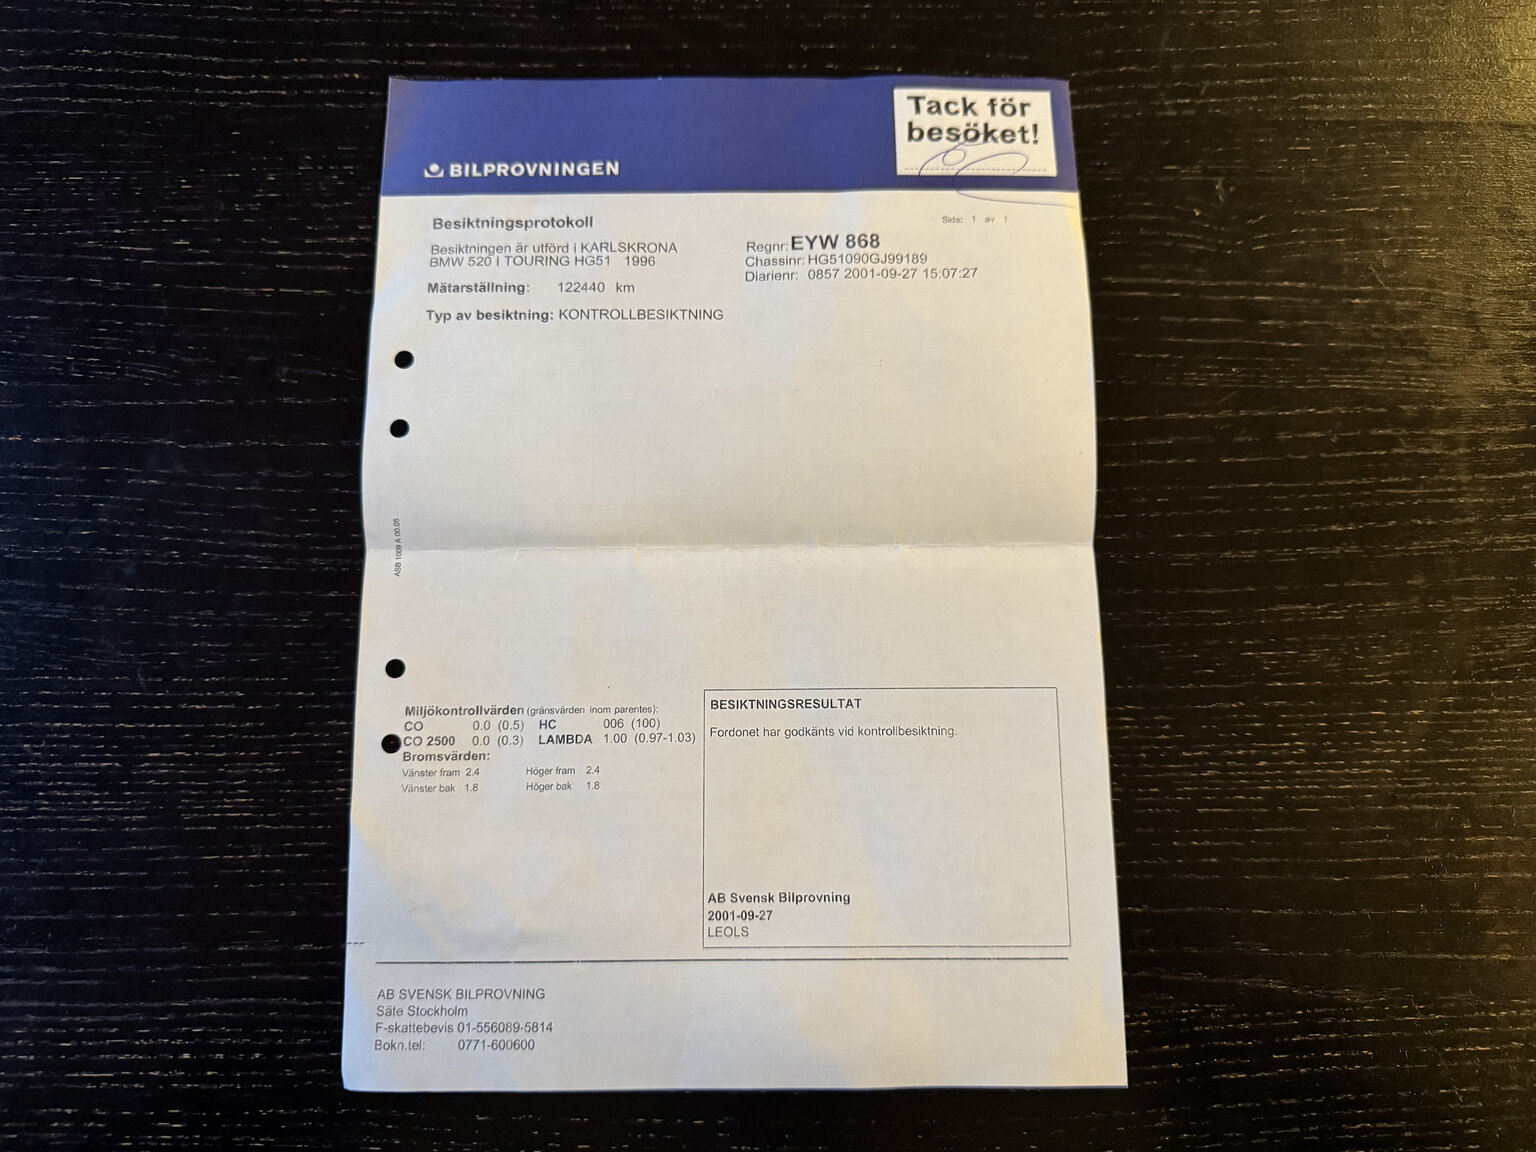 Tack för
besöket!
BILPROVNINGEN
Besiktningsprotokoll
Sida: 1 av 1
Besiktningen är utförd i KARLSKRONA
BMW 520 I TOURING HG51 1996
Regnr: EYW 868
Chassinr: HG51090GJ99189
Diarienr: 0857 2001-09-27 15:07:27
Mätarställning: 122440 km
Typ av besiktning: KONTROLLBESIKTNING
ASB 1009 A 00.05
Miljökontrollvärden (gränsvärden inom parentes):
CO 0.0 (0.5) HC 006 (100)
CO 2500 0.0 (0.3) LAMBDA 1.00 (0.97-1.03)
Bromsvärden:
Vänster fram 2.4 Höger fram 2.4
Vänster bak 1.8 Höger bak 1.8
BESIKTNINGSRESULTAT
Fordonet har godkänts vid kontrollbesiktning.
AB Svensk Bilprovning
2001-09-27
LEOLS
AB SVENSK BILPROVNING
Säte Stockholm
F-skattebevis 01-556089-5814
Bokn.tel: 0771-600600